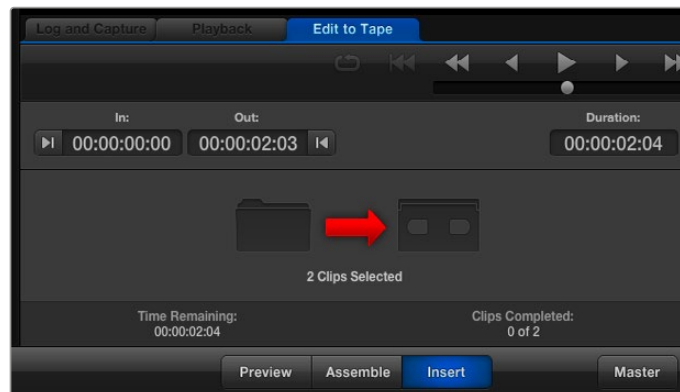 Log and Capture Playback Edit to Tape
In: Out: Duration:
00:00:00:00 00:00:02:03 00:00:02:04
2 Clips Selected
Time Remaining: Clips Completed:
00:00:02:04 0 of 2
Preview Assemble Insert Master